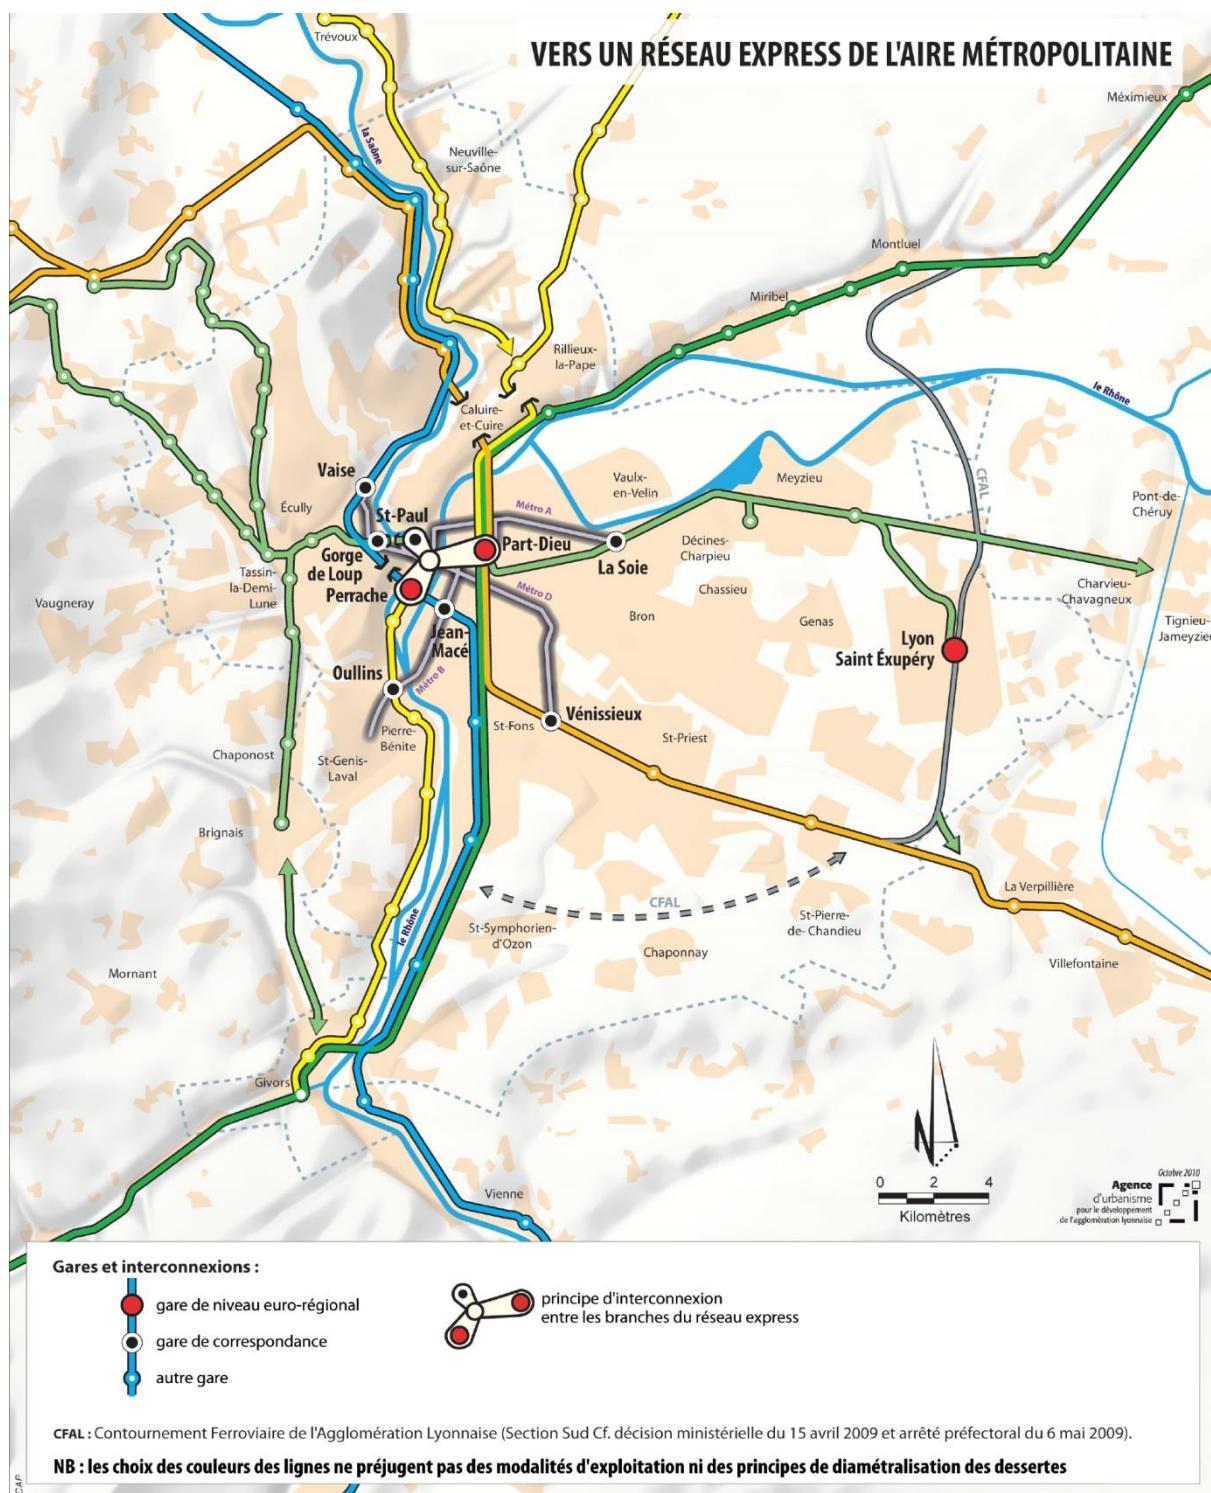 VERS UN RÉSEAU EXPRESS DE L'AIRE MÉTROPOLITAINE
Trévoux
Méximieux
la Saône
Neuville-
sur-Saône
Montluel
Miribel
Rillieux-
la-Pape
le Rhône
Caluire-
et-Cuire
CFAL
Vaise
Vaulx-
en-Velin
Meyzieu
Pont-de-
Chéruy
Écully
St-Paul
Métro A
Part-Dieu
Gorge
de Loup
La Soie
Décines-
Charpieu
Tassin-
la-Demi-
Lune
Perrache
Métro D
Chassieu
Charvieu-
Chavagneux
Vaugneray
Jean-
Macé
Bron
Genas
Tignieu-
Jameyzieu
Lyon
Saint Éxupéry
Oullins
Métro B
Vénissieux
St-Fons
St-Priest
Pierre-
Bénite
Chaponost
St-Genis-
Laval
Brignais
La Verpillière
CFAL
le Rhône
St-Symphorien-
d'Ozon
St-Pierre-
de- Chandieu
Chaponnay
Villefontaine
Mornant
Givors
N
Vienne
0 2 4
Kilomètres
Octobre 2010
Agence
d'urbanisme
pour le développement
de l'agglomération lyonnaise
Gares et interconnexions :
gare de niveau euro-régional
gare de correspondance
autre gare
principe d'interconnexion
entre les branches du réseau express
CFAL : Contournement Ferroviaire de l'Agglomération Lyonnaise (Section Sud Cf. décision ministérielle du 15 avril 2009 et arrêté préfectoral du 6 mai 2009).
NB : les choix des couleurs des lignes ne préjugent pas des modalités d'exploitation ni des principes de diamétralisation des dessertes
CAP